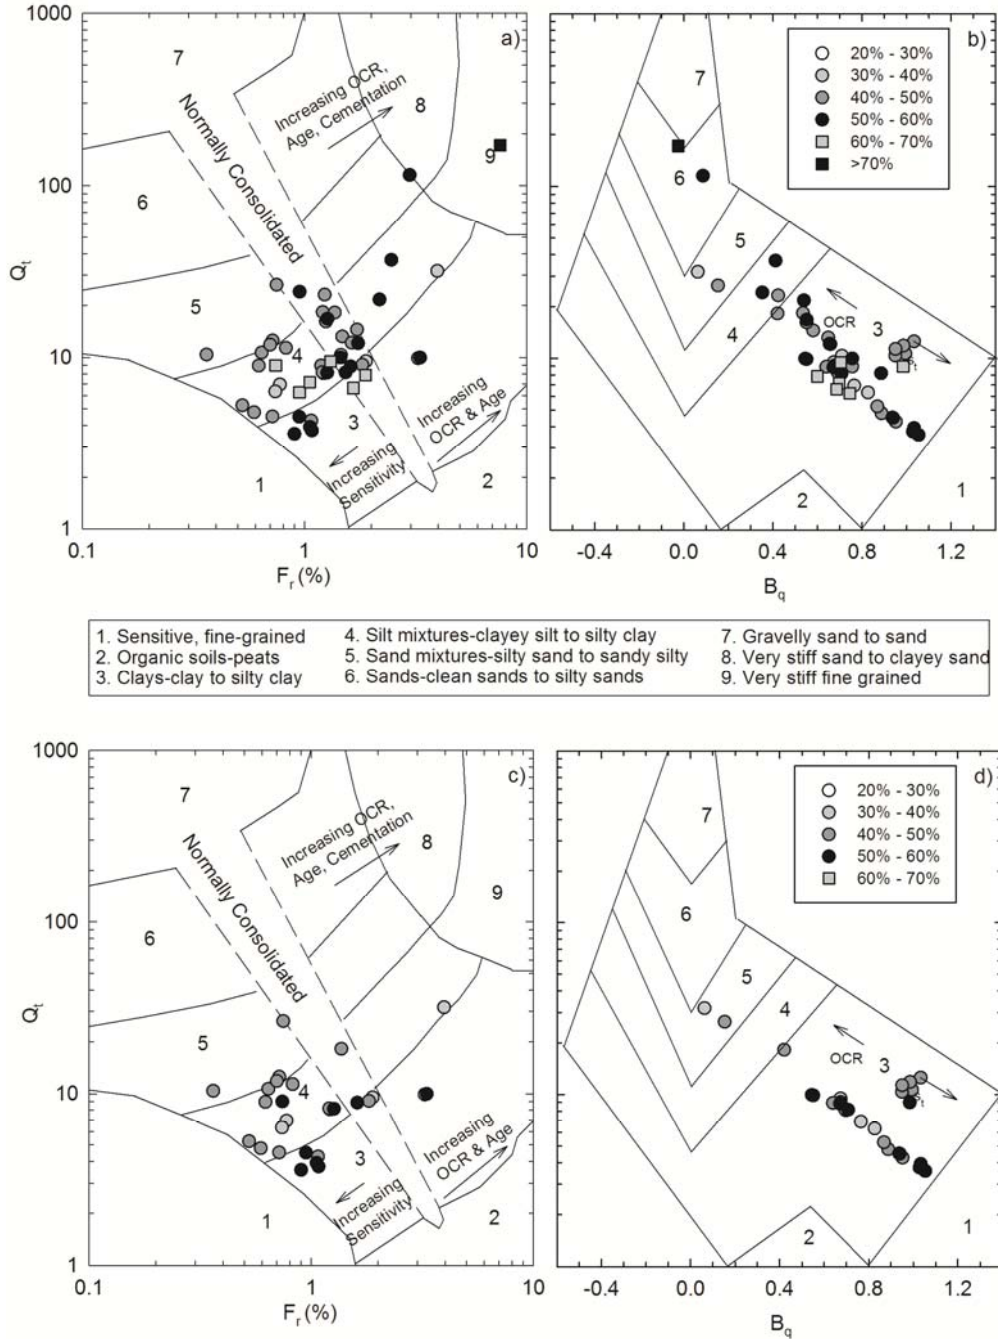 1000
100
10
1
Q_t
0.1
1
10
F_r (%)
a)
7
6
5
4
3
1
2
8
9
Normally Consolidated
Increasing OCR,
Age, Cementation
Increasing
OCR & Age
Increasing
Sensitivity
b)
20% - 30%
30% - 40%
40% - 50%
50% - 60%
60% - 70%
>70%
7
6
5
4
3
OCR
S_t
2
1
-0.4
0.0
0.4
0.8
1.2
B_q
1. Sensitive, fine-grained
2. Organic soils-peats
3. Clays-clay to silty clay
4. Silt mixtures-clayey silt to silty clay
5. Sand mixtures-silty sand to sandy silty
6. Sands-clean sands to silty sands
7. Gravelly sand to sand
8. Very stiff sand to clayey sand
9. Very stiff fine grained
1000
100
10
1
Q_t
0.1
1
10
F_r (%)
c)
7
6
5
4
3
1
2
8
9
Normally Consolidated
Increasing OCR,
Age, Cementation
Increasing
OCR & Age
Increasing
Sensitivity
d)
20% - 30%
30% - 40%
40% - 50%
50% - 60%
60% - 70%
7
6
5
4
3
OCR
S_t
2
1
-0.4
0.0
0.4
0.8
1.2
B_q